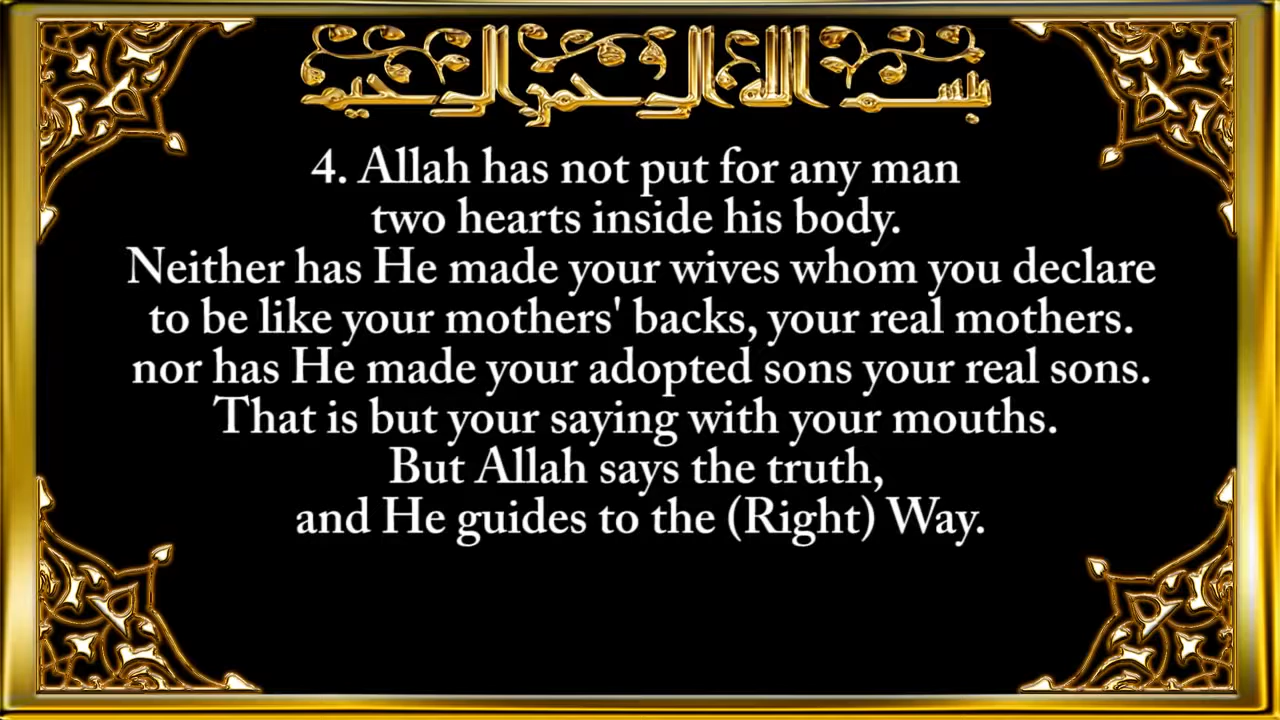 بسم الله الرحمن الرحيم
4. Allah has not put for any man
two hearts inside his body.
Neither has He made your wives whom you declare
to be like your mothers' backs, your real mothers.
nor has He made your adopted sons your real sons.
That is but your saying with your mouths.
But Allah says the truth,
and He guides to the (Right) Way.